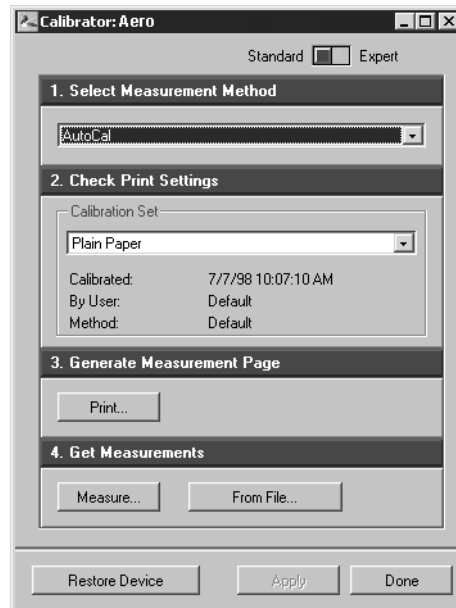 Calibrator: Aero
Standard Expert
1. Select Measurement Method
AutoCal
2. Check Print Settings
Calibration Set
Plain Paper
Calibrated: 7/7/98 10:07:10 AM
By User: Default
Method: Default
3. Generate Measurement Page
Print...
4. Get Measurements
Measure... From File...
Restore Device Apply Done